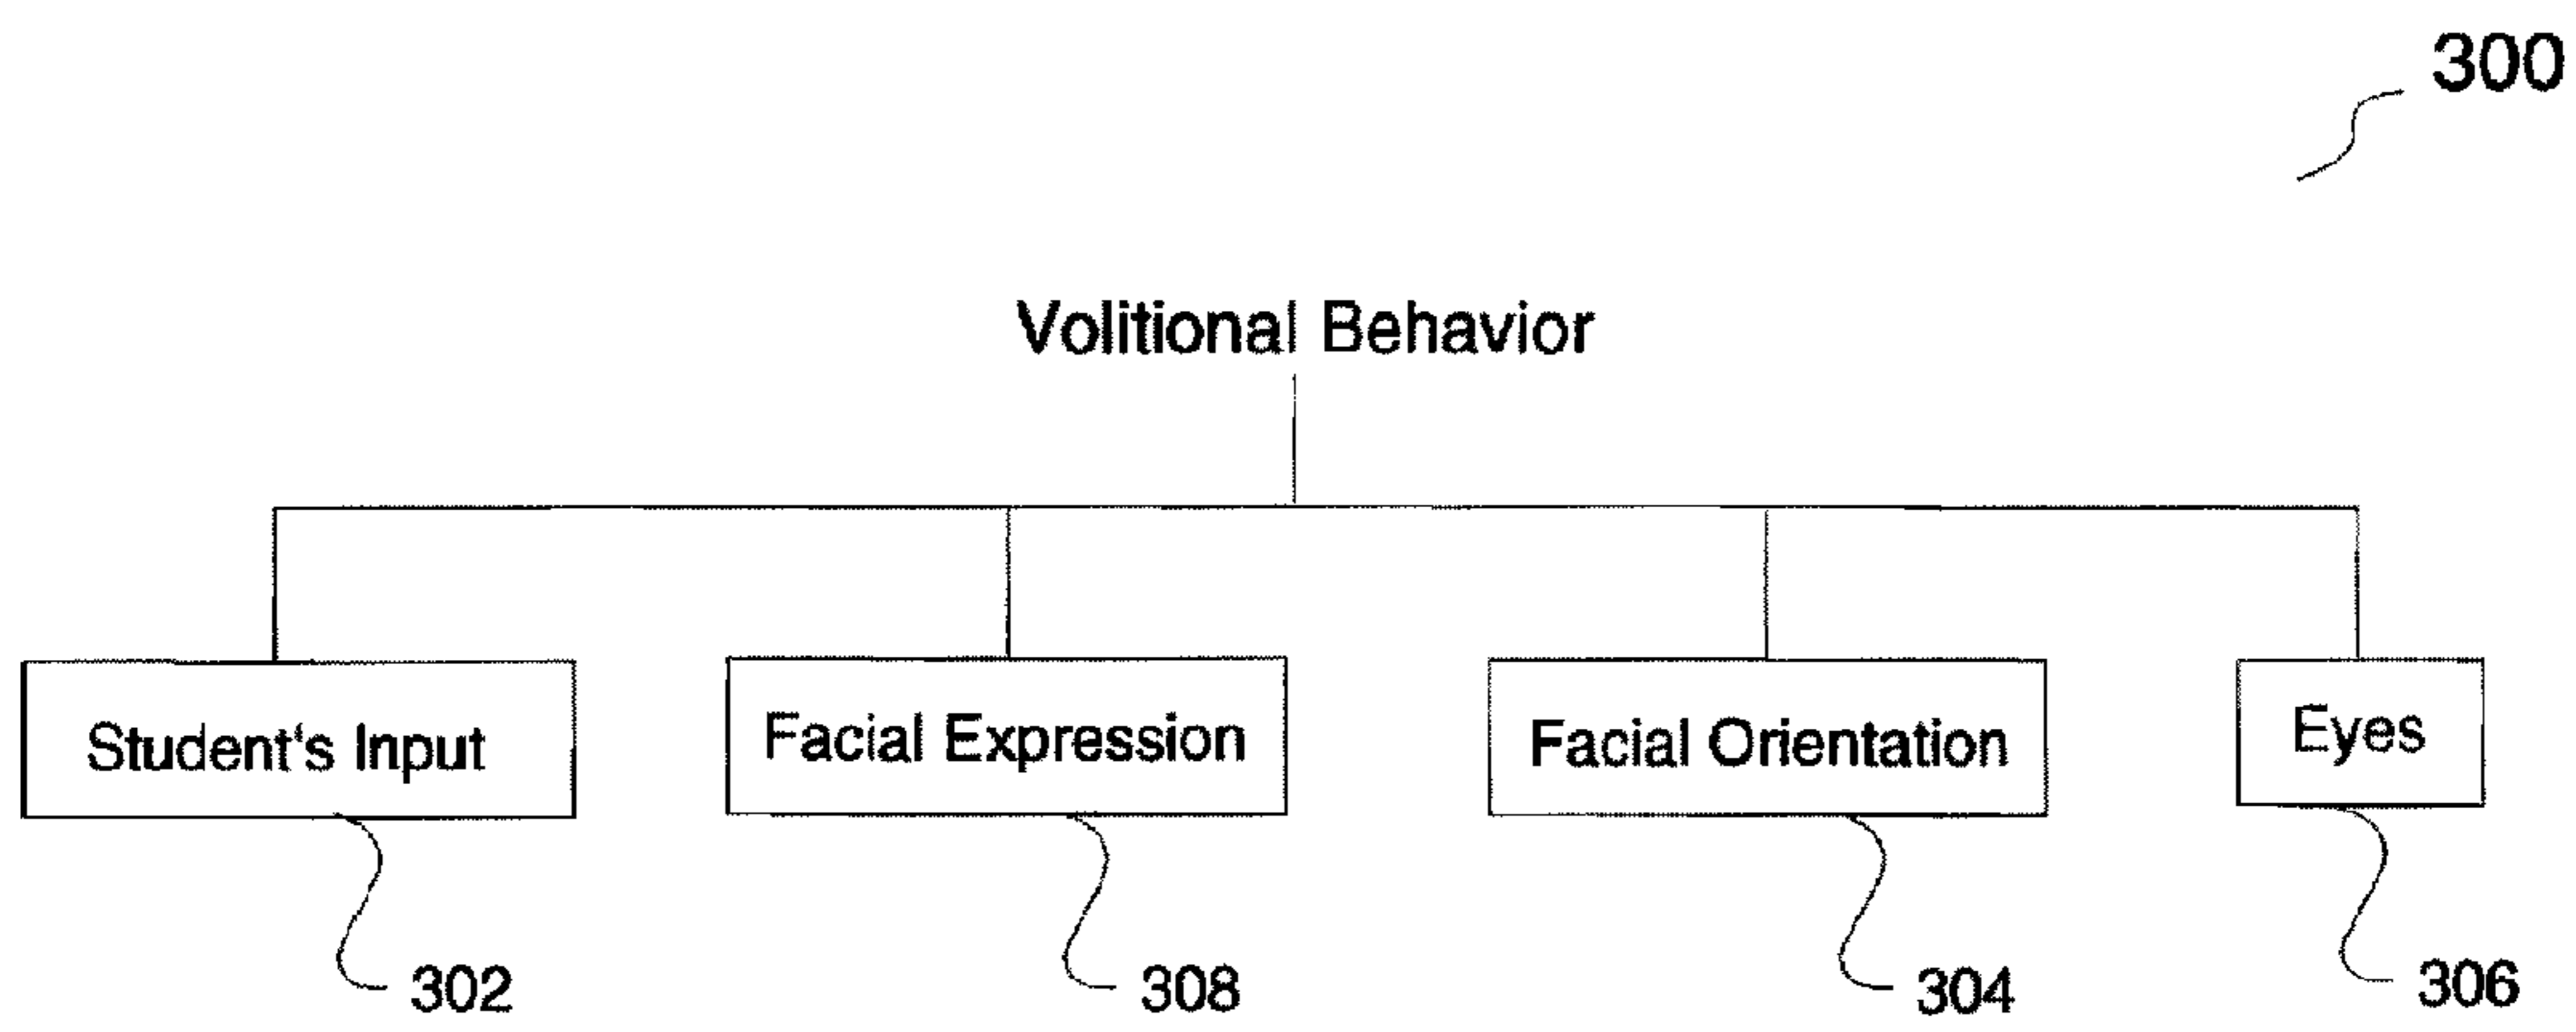 300
Volitional Behavior
Student‘s Input
Facial Expression
Facial Orientation
Eyes
302
308
304
306